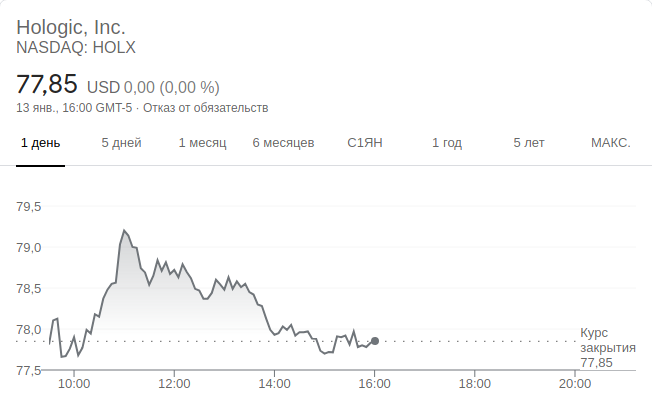 Hologic, Inc.
NASDAQ: HOLX
77,85 USD 0,00 (0,00 %)
13 янв., 16:00 GMT-5 · Отказ от обязательств
1 день 5 дней 1 месяц 6 месяцев С1ЯН 1 год 5 лет МАКС.
79,5
79,0
78,5
78,0
Курс
закрытия
77,85
77,5
10:00 12:00 14:00 16:00 18:00 20:00